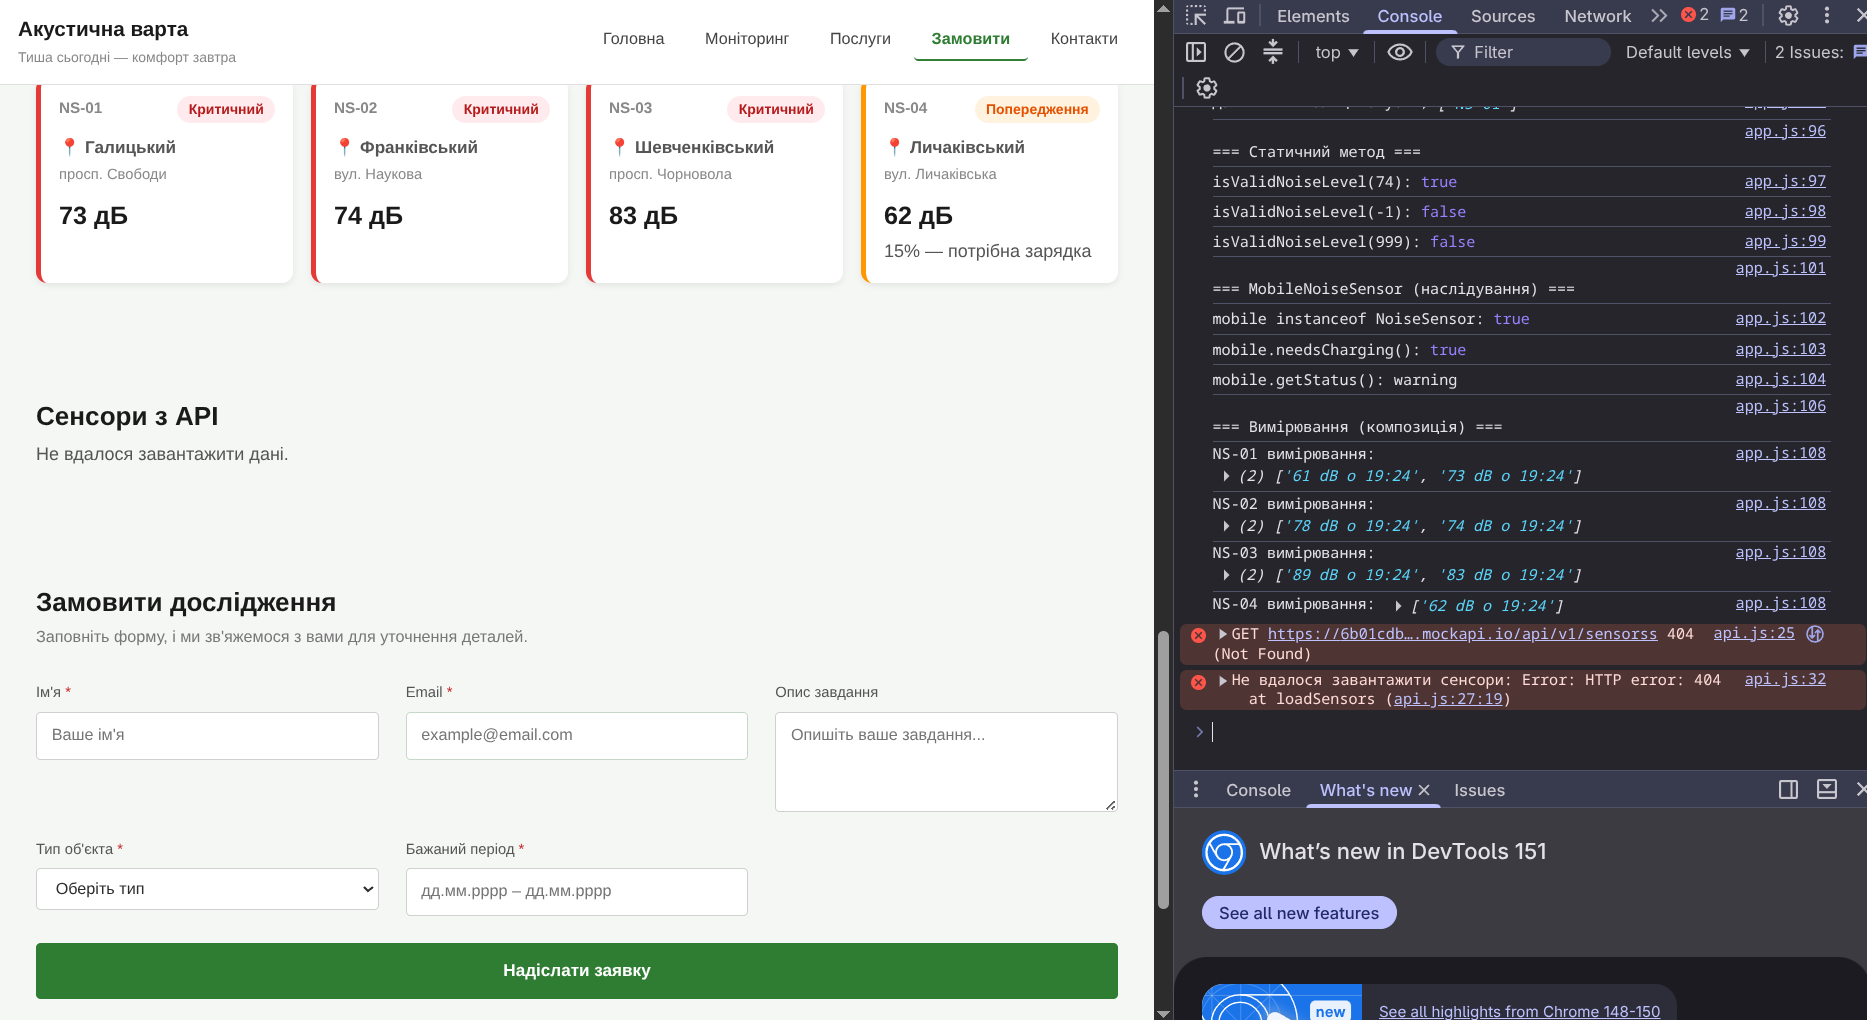 Акустична варта
Тиша сьогодні — комфорт завтра
Головна Моніторинг Послуги Замовити Контакти
NS-01 Критичний
📍 Галицький
просп. Свободи
73 дБ
NS-02 Критичний
📍 Франківський
вул. Наукова
74 дБ
NS-03 Критичний
📍 Шевченківський
просп. Чорновола
83 дБ
NS-04 Попередження
📍 Личаківський
вул. Личаківська
62 дБ
15% — потрібна зарядка
Сенсори з API
Не вдалося завантажити дані.
Замовити дослідження
Заповніть форму, і ми зв'яжемося з вами для уточнення деталей.
Ім'я *
Ваше ім'я
Email *
example@email.com
Опис завдання
Опишіть ваше завдання...
Тип об'єкта *
Оберіть тип
Бажаний період *
дд.мм.рррр – дд.мм.рррр
Надіслати заявку
Elements Console Sources Network 2 2
top Filter Default levels 2 Issues:
app.js:96
=== Статичний метод ===
isValidNoiseLevel(74): true app.js:97
isValidNoiseLevel(-1): false app.js:98
isValidNoiseLevel(999): false app.js:99
app.js:101
=== MobileNoiseSensor (наслідування) ===
mobile instanceof NoiseSensor: true app.js:102
mobile.needsCharging(): true app.js:103
mobile.getStatus(): warning app.js:104
app.js:106
=== Вимірювання (композиція) ===
NS-01 вимірювання: app.js:108
(2) ['61 dB о 19:24', '73 dB о 19:24']
NS-02 вимірювання: app.js:108
(2) ['78 dB о 19:24', '74 dB о 19:24']
NS-03 вимірювання: app.js:108
(2) ['89 dB о 19:24', '83 dB о 19:24']
NS-04 вимірювання: ['62 dB о 19:24'] app.js:108
GET https://6b01cdb….mockapi.io/api/v1/sensorss 404 api.js:25
(Not Found)
Не вдалося завантажити сенсори: Error: HTTP error: 404 api.js:32
at loadSensors (api.js:27:19)
Console What's new Issues
What's new in DevTools 151
See all new features
new
See all highlights from Chrome 148-150